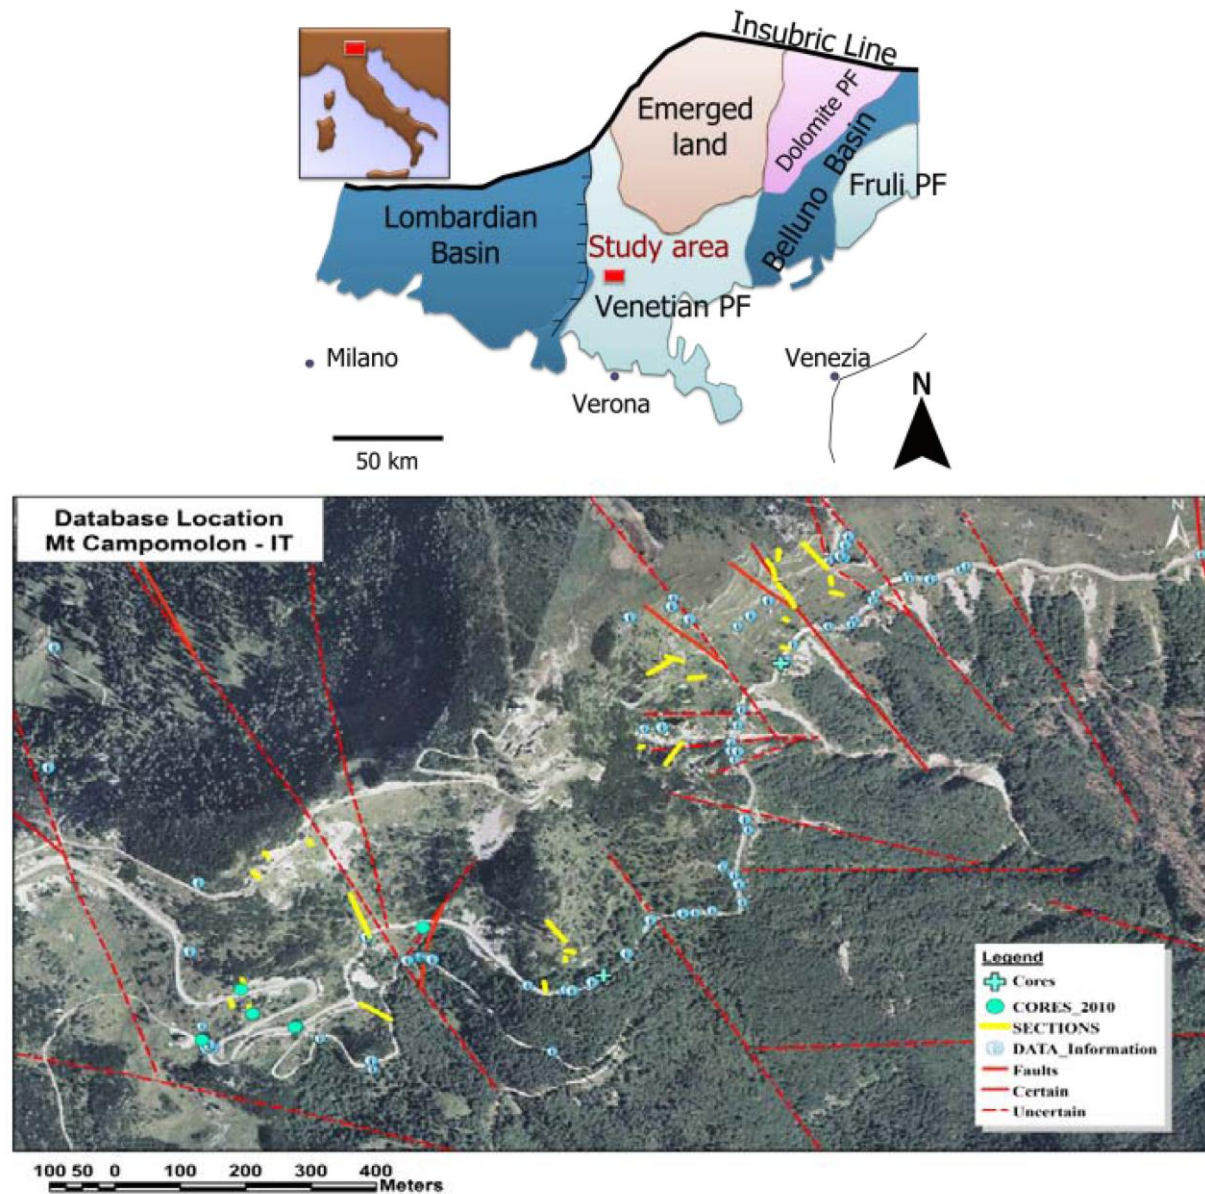 Insubric Line
Emerged
land
Dolomite PF
Belluno Basin
Fruli PF
Lombardian
Basin
Study area
Venetian PF
Milano
Verona
Venezia
N
50 km
Database Location
Mt Campomolon - IT
N
Legend
Cores
CORES_2010
SECTIONS
DATA_Information
Faults
Certain
Uncertain
100 50 0 100 200 300 400
Meters